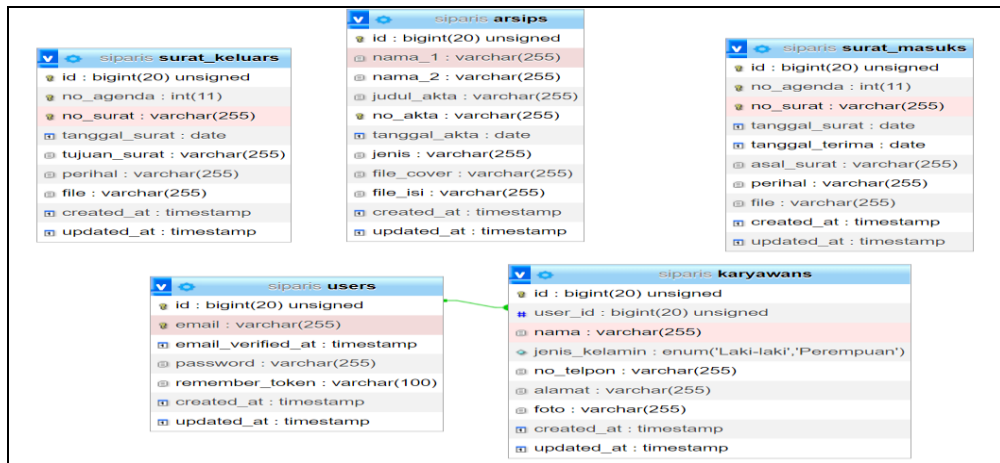 siparis surat_keluars
id : bigint(20) unsigned
no_agenda : int(11)
no_surat : varchar(255)
tanggal_surat : date
tujuan_surat : varchar(255)
perihal : varchar(255)
file : varchar(255)
created_at : timestamp
updated_at : timestamp
siparis arsips
id : bigint(20) unsigned
nama_1 : varchar(255)
nama_2 : varchar(255)
judul_akta : varchar(255)
no_akta : varchar(255)
tanggal_akta : date
jenis : varchar(255)
file_cover : varchar(255)
file_isi : varchar(255)
created_at : timestamp
updated_at : timestamp
siparis surat_masuks
id : bigint(20) unsigned
no_agenda : int(11)
no_surat : varchar(255)
tanggal_surat : date
tanggal_terima : date
asal_surat : varchar(255)
perihal : varchar(255)
file : varchar(255)
created_at : timestamp
updated_at : timestamp
siparis users
id : bigint(20) unsigned
email : varchar(255)
email_verified_at : timestamp
password : varchar(255)
remember_token : varchar(100)
created_at : timestamp
updated_at : timestamp
siparis karyawans
id : bigint(20) unsigned
user_id : bigint(20) unsigned
nama : varchar(255)
jenis_kelamin : enum('Laki-laki','Perempuan')
no_telpon : varchar(255)
alamat : varchar(255)
foto : varchar(255)
created_at : timestamp
updated_at : timestamp